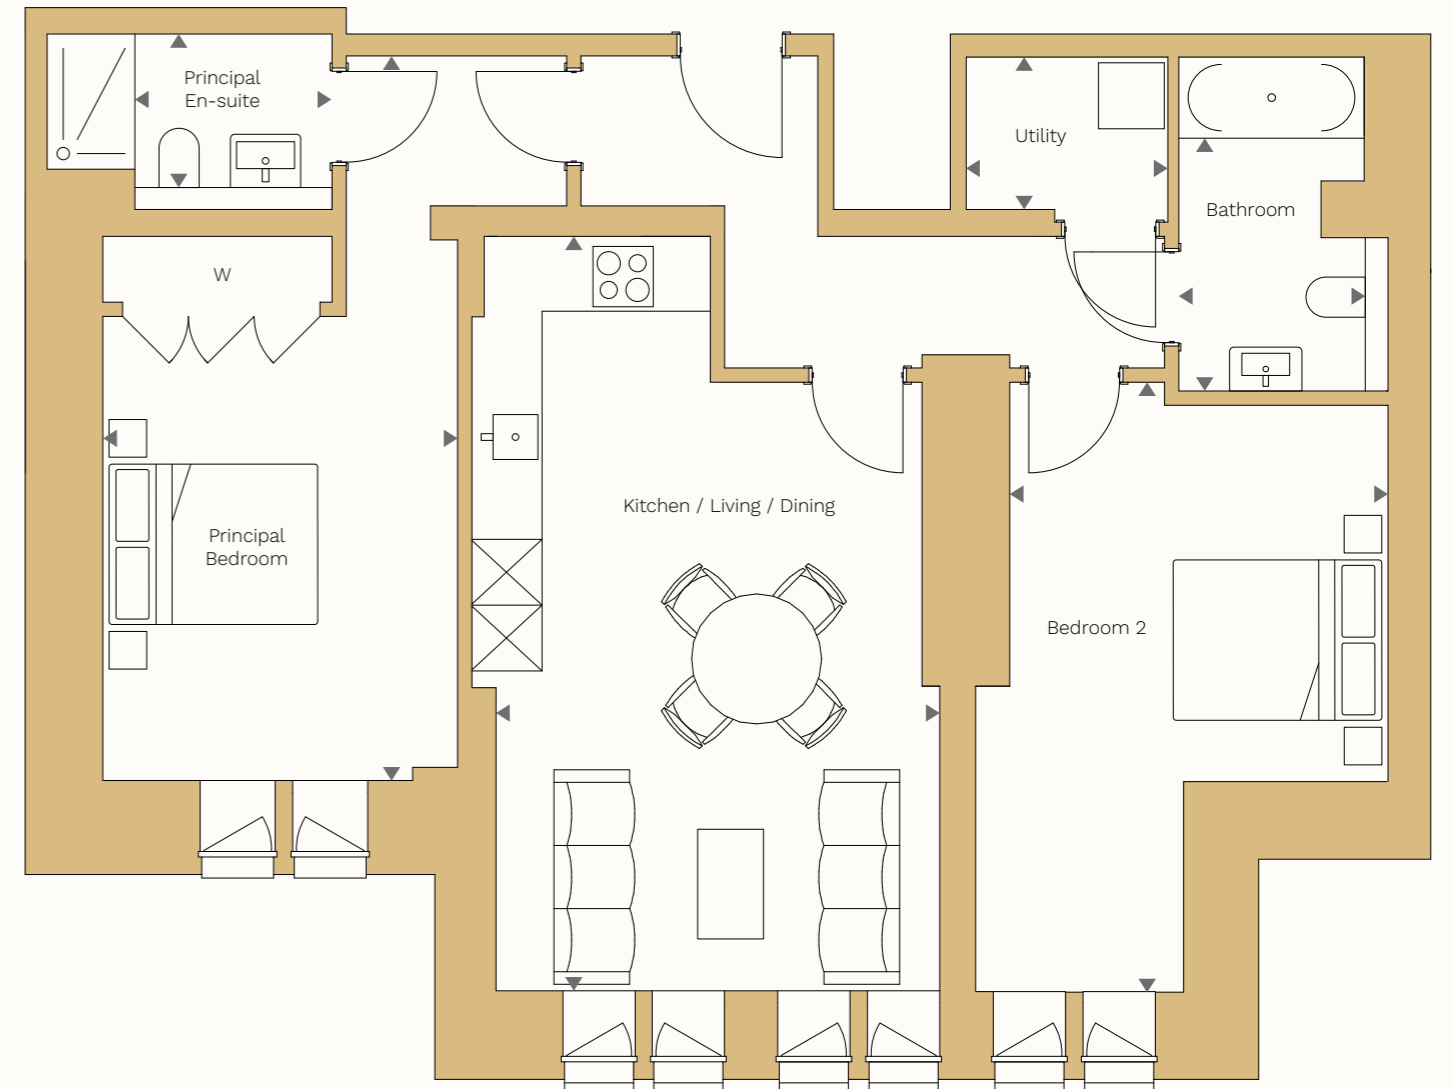 Principal
En-suite
Utility
Bathroom
W
Kitchen / Living / Dining
Principal
Bedroom
Bedroom 2